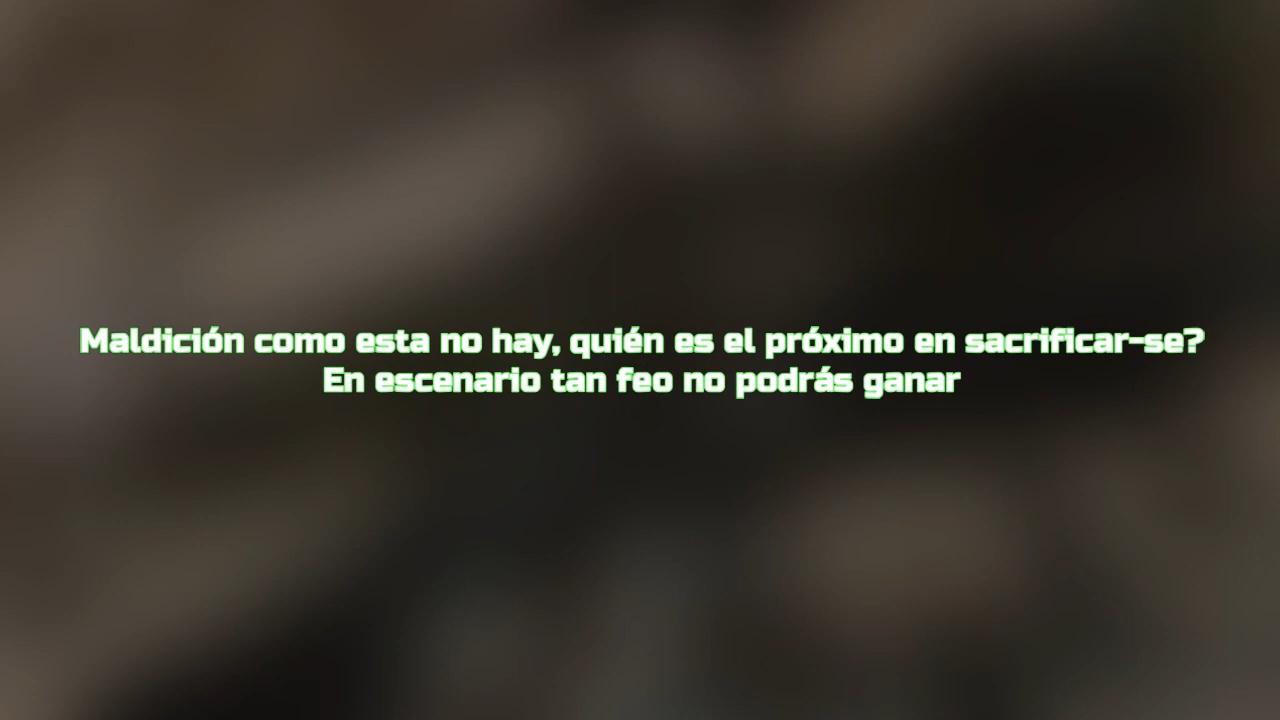 Maldición como esta no hay, quién es el próximo en sacrificar-se?
En escenario tan feo no podrás ganar